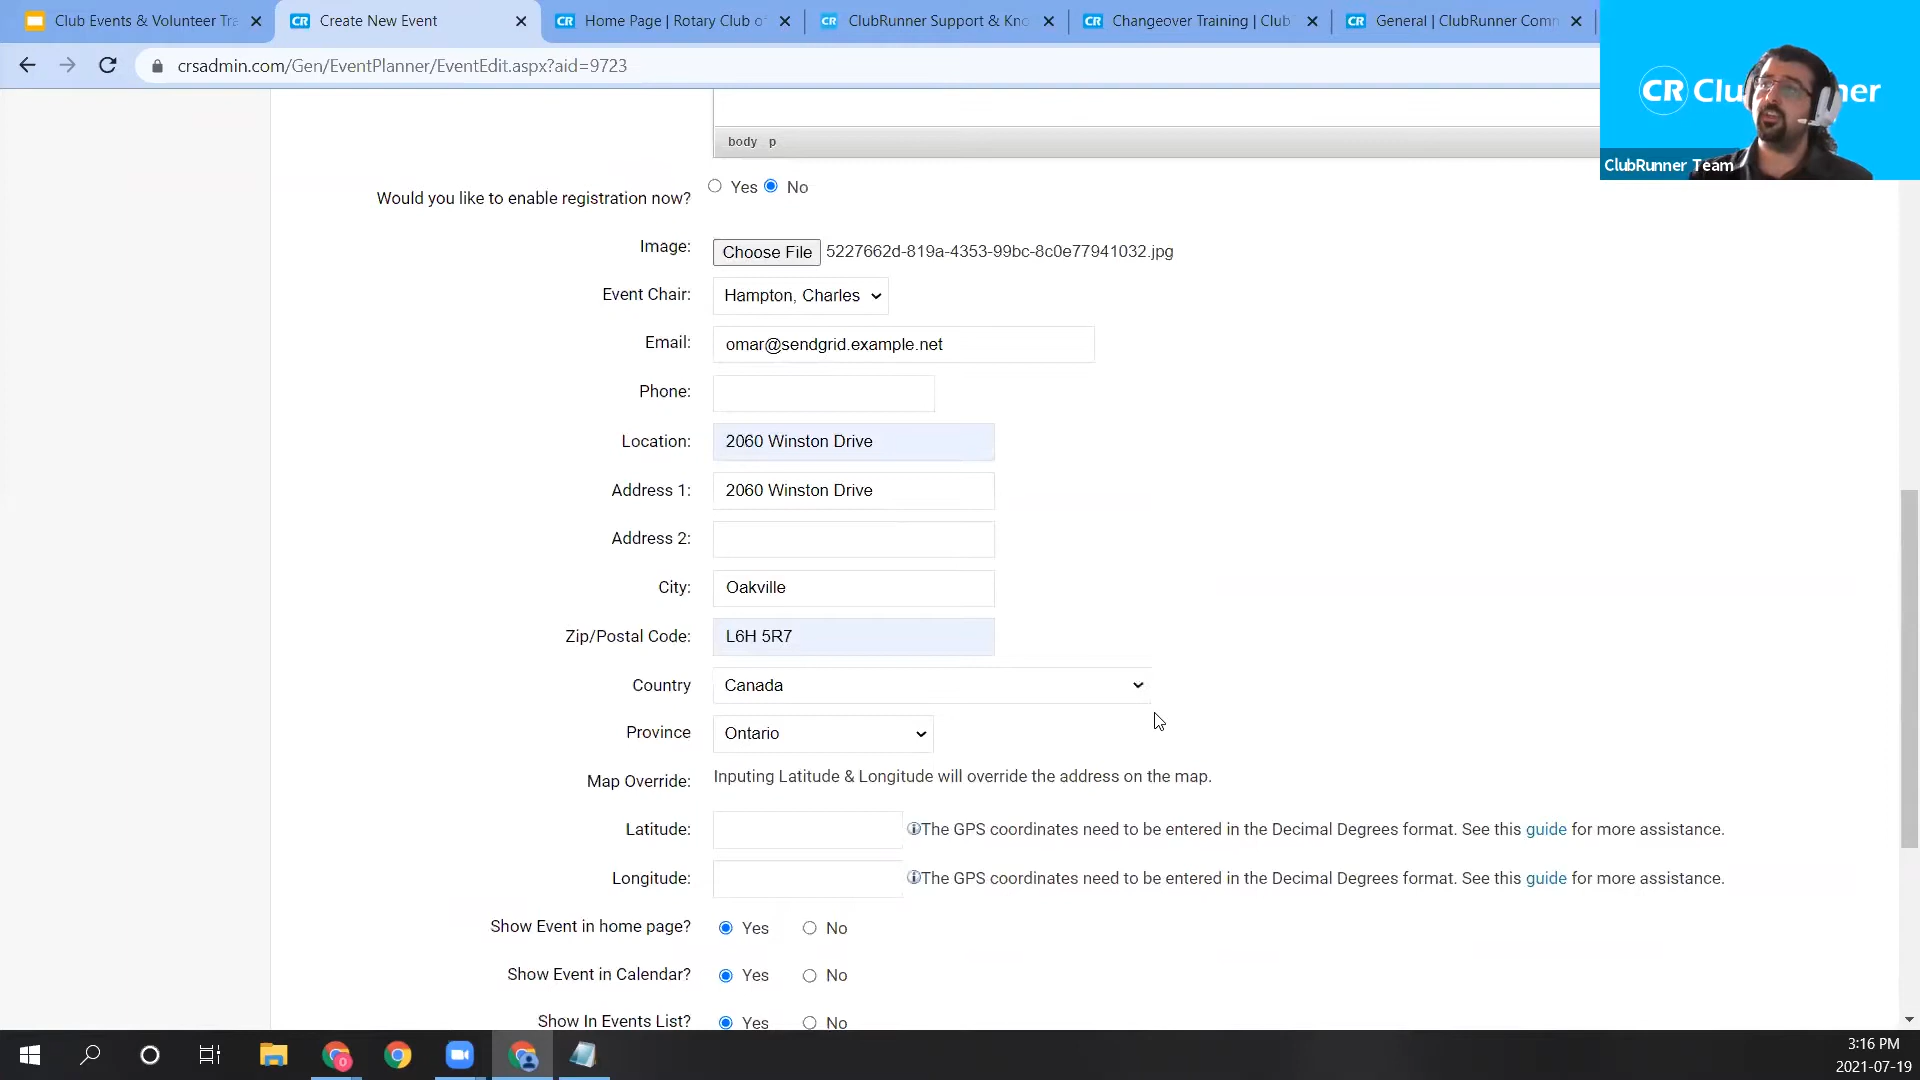 Club Events & Volunteer Tra
Create New Event
CR Home Page | Rotary Club o
CR ClubRunner Support & Kno
CR Changeover Training | Club
CR General | ClubRunner Comm
crsadmin.com/Gen/EventPlanner/EventEdit.aspx?aid=9723
CR Clu ner
ClubRunner Team
body p
Would you like to enable registration now? Yes No
Image: Choose File 5227662d-819a-4353-99bc-8c0e77941032.jpg
Event Chair: Hampton, Charles
Email: omar@sendgrid.example.net
Phone:
Location: 2060 Winston Drive
Address 1: 2060 Winston Drive
Address 2:
City: Oakville
Zip/Postal Code: L6H 5R7
Country Canada
Province Ontario
Map Override: Inputing Latitude & Longitude will override the address on the map.
Latitude: The GPS coordinates need to be entered in the Decimal Degrees format. See this guide for more assistance.
Longitude: The GPS coordinates need to be entered in the Decimal Degrees format. See this guide for more assistance.
Show Event in home page? Yes No
Show Event in Calendar? Yes No
Show In Events List? Yes No
3:16 PM
2021-07-19